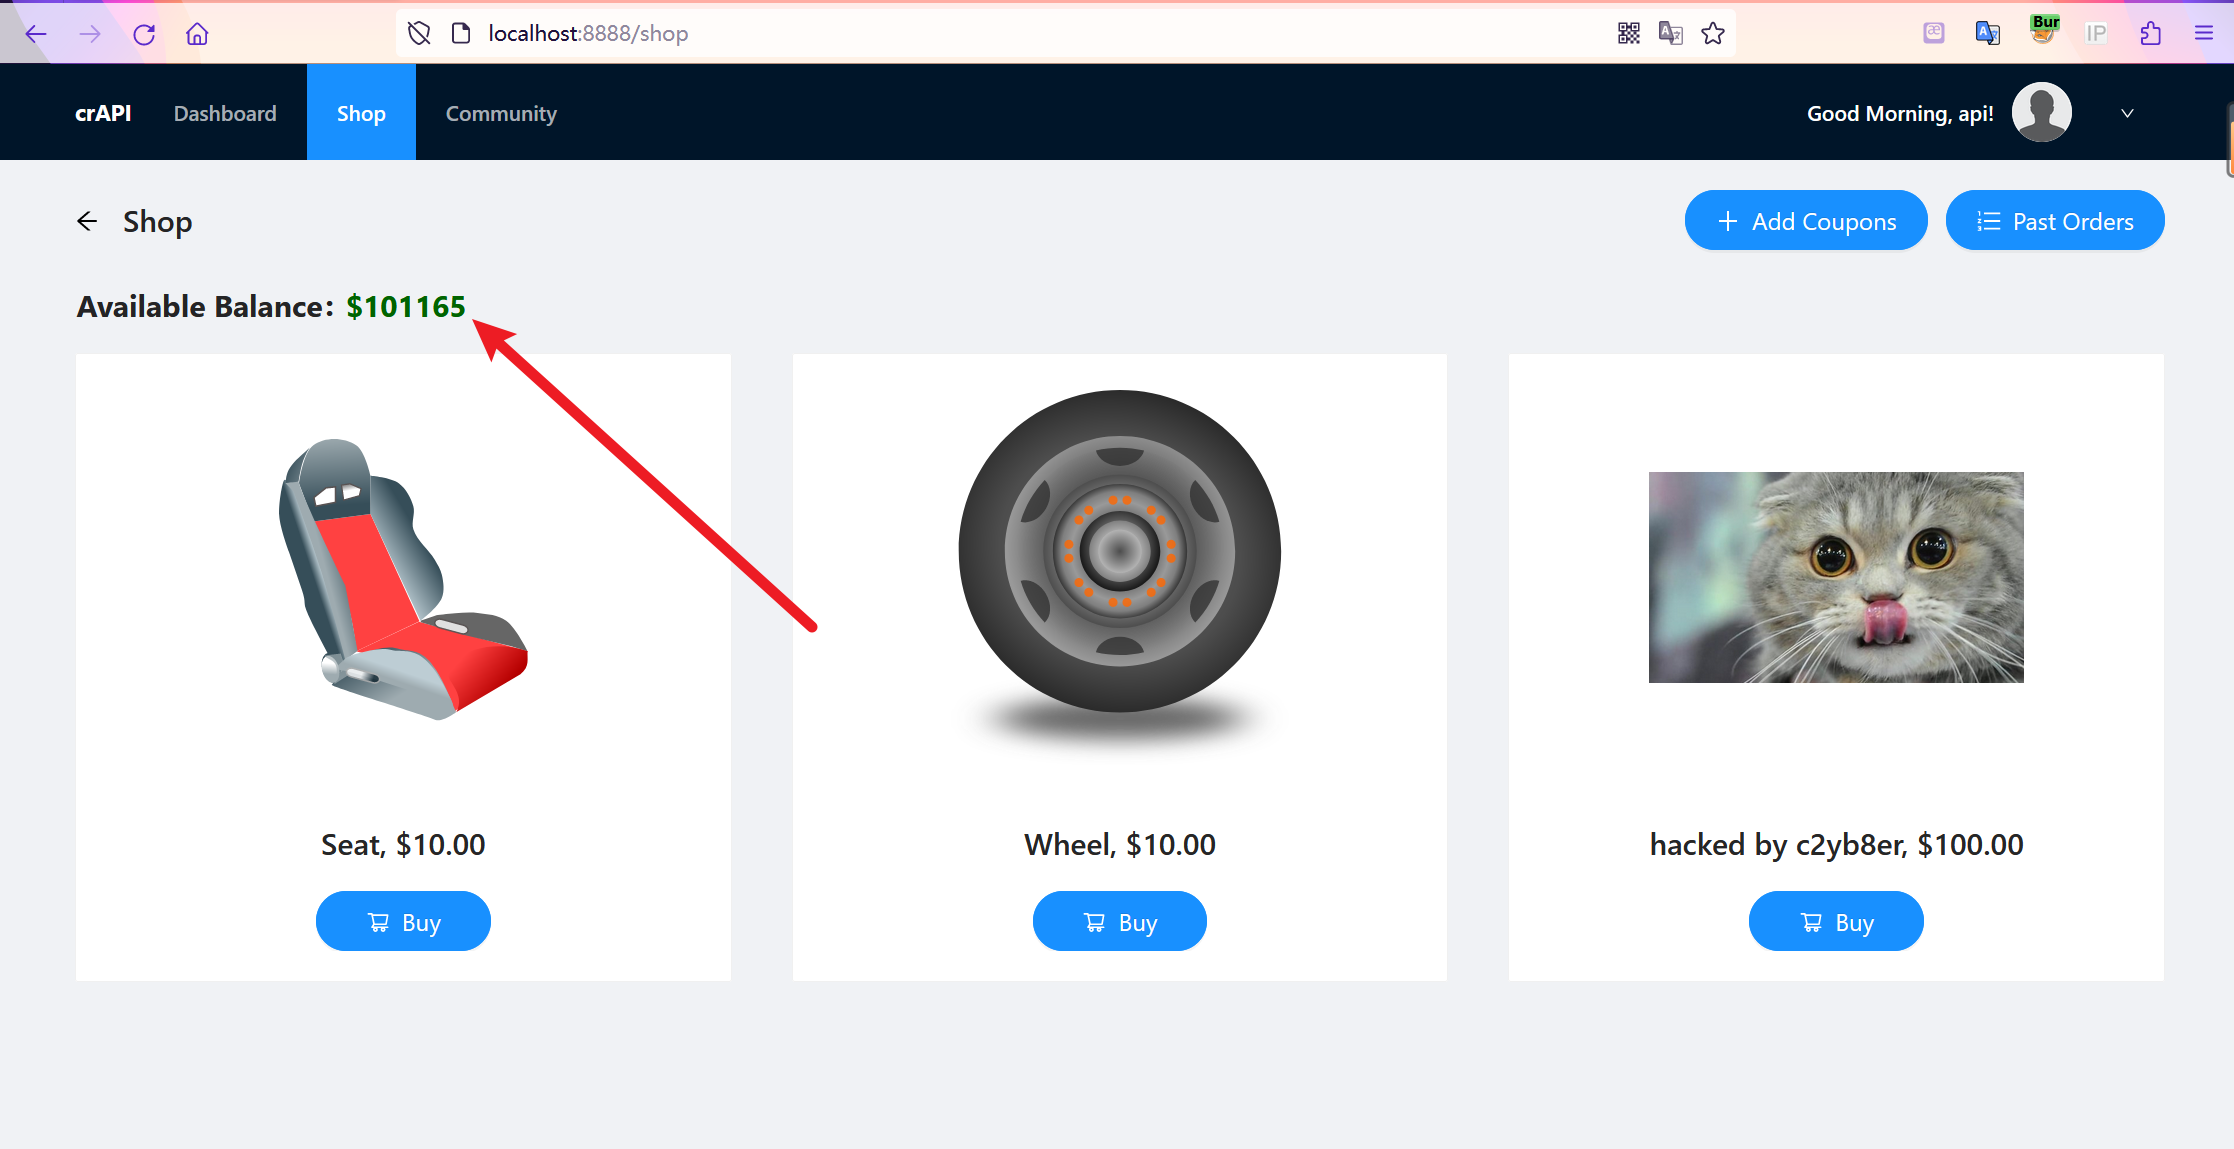 localhost:8888/shop
Bur
IP
crAPI Dashboard Shop Community Good Morning, api!
Shop
Add Coupons
Past Orders
Available Balance: $101165
Seat, $10.00
Wheel, $10.00
hacked by c2yb8er, $100.00
Buy
Buy
Buy